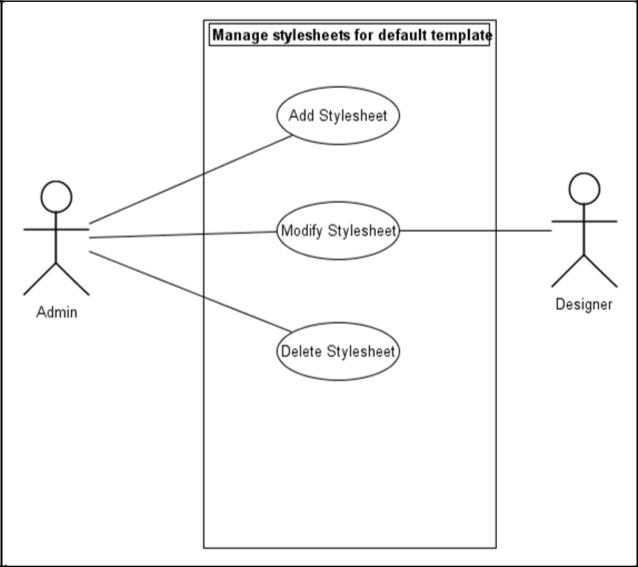 Manage stylesheets for default template
Add Stylesheet
Modify Stylesheet
Admin
Designer
Delete Stylesheet